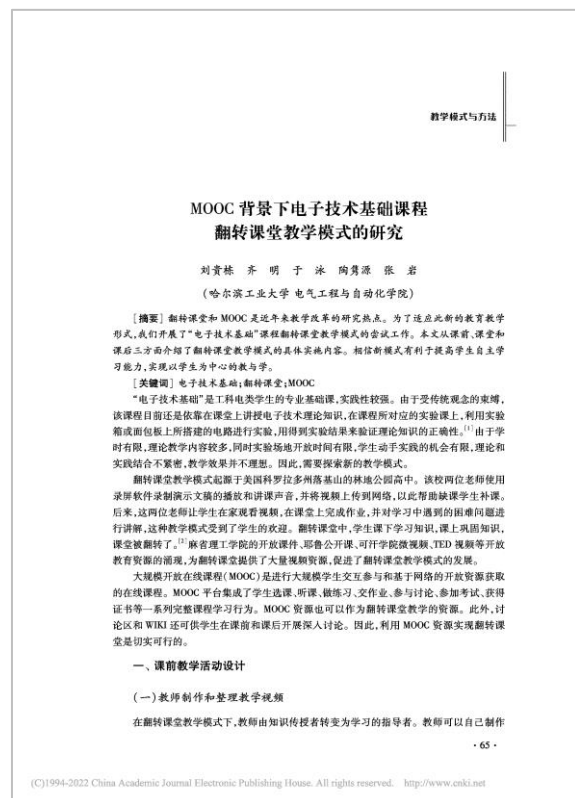 教学模式与方法
MOOC 背景下电子技术基础课程
翻转课堂教学模式的研究
刘贵栋 齐 明 于 泳 陶隽源 张 岩
(哈尔滨工业大学 电气工程与自动化学院)
[摘要] 翻转课堂和 MOOC 是近年来教学改革的研究热点。为了适应此新的教育教学
形式,我们开展了“电子技术基础”课程翻转课堂教学模式的尝试工作。本文从课前、课堂和
课后三方面介绍了翻转课堂教学模式的具体实施内容。相信新模式有利于提高学生自主学
习能力,实现以学生为中心的教与学。
[关键词] 电子技术基础;翻转课堂;MOOC
“电子技术基础”是工科电类学生的专业基础课,实践性较强。由于受传统观念的束缚,
该课程目前还是依靠在课堂上讲授电子技术理论知识,在课程所对应的实验课上,利用实验
箱或面包板上所搭建的电路进行实验,用得到实验结果来验证理论知识的正确性。[1] 由于学
时有限,理论教学内容较多,同时实验场地开放时间有限,学生动手实践的机会有限,理论和
实践结合不紧密,教学效果并不理想。因此,需要探索新的教学模式。
翻转课堂教学模式起源于美国科罗拉多州落基山的林地公园高中。该校两位老师使用
录屏软件录制演示文稿的播放和讲课声音,并将视频上传到网络,以此帮助缺课学生补课。
后来,这两位老师让学生在家观看视频,在课堂上完成作业,并对学习中遇到的困难问题进
行讲解,这种教学模式受到了学生的欢迎。翻转课堂中,学生课下学习知识,课上巩固知识,
课堂被翻转了。[2] 麻省理工学院的开放课件、耶鲁公开课、可汗学院微视频、TED 视频等开放
教育资源的涌现,为翻转课堂提供了大量视频资源,促进了翻转课堂教学模式的发展。
大规模开放在线课程(MOOC)是进行大规模学生交互参与和基于网络的开放资源获取
的在线课程。MOOC 平台集成了学生选课、听课、做练习、交作业、参与讨论、参加考试、获得
证书等一系列完整课程学习行为。MOOC 资源也可以作为翻转课堂教学的资源。此外,讨
论区和 WIKI 还可供学生在课前和课后开展深入讨论。因此,利用 MOOC 资源实现翻转课
堂是切实可行的。
一、课前教学活动设计
(一)教师制作和整理教学视频
在翻转课堂教学模式下,教师由知识传授者转变为学习的指导者。教师可以自己制作
· 65 ·
(C)1994-2022 China Academic Journal Electronic Publishing House. All rights reserved. http://www.cnki.net